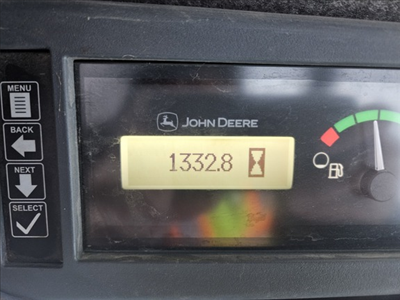 MENU
BACK
NEXT
SELECT
JOHN DEERE
1332.8